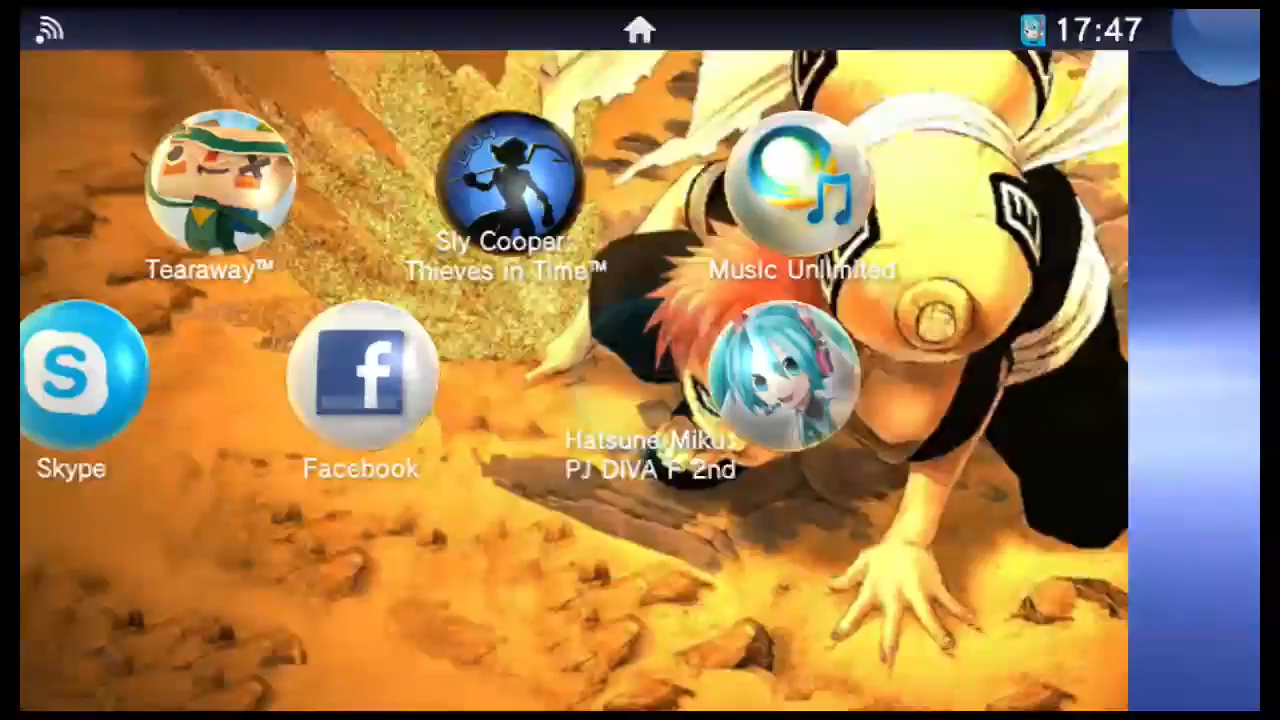 17:47
Tearaway™
Sly Cooper:
Thieves in Time™
Music Unlimited
Skype
Facebook
Hatsune Miku:
PJ DIVA F 2nd